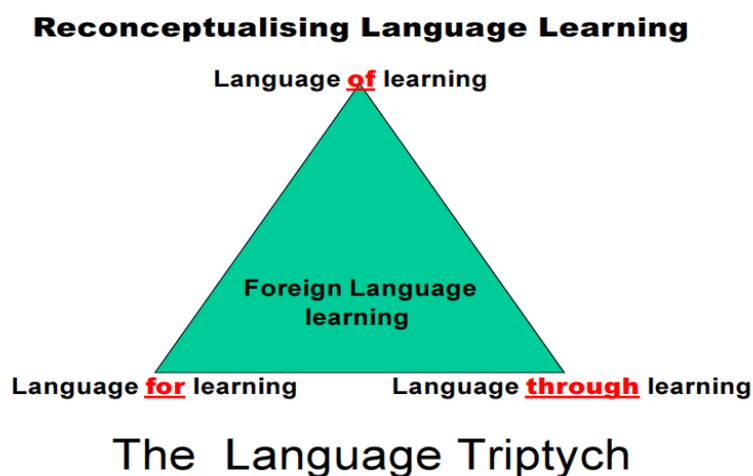 Reconceptualising Language Learning
Language of learning
Foreign Language
learning
Language for learning
Language through learning
The Language Triptych